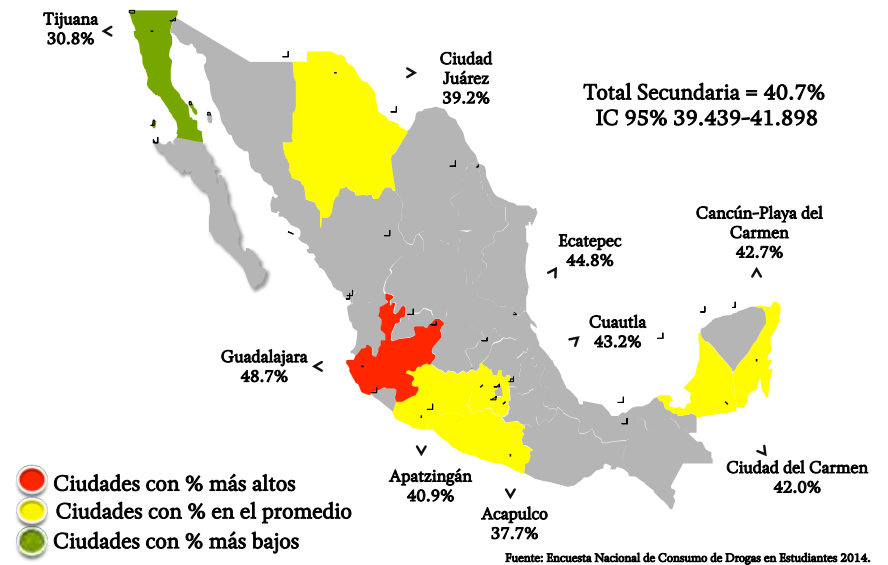 Tijuana
30.8%
Ciudad
Juárez
39.2%
Total Secundaria = 40.7%
IC 95% 39.439-41.898
Cancún-Playa del
Carmen
42.7%
Ecatepec
44.8%
Cuautla
43.2%
Guadalajara
48.7%
Ciudad del Carmen
42.0%
Apatzingán
40.9%
Acapulco
37.7%
Ciudades con % más altos
Ciudades con % en el promedio
Ciudades con % más bajos
Fuente: Encuesta Nacional de Consumo de Drogas en Estudiantes 2014.